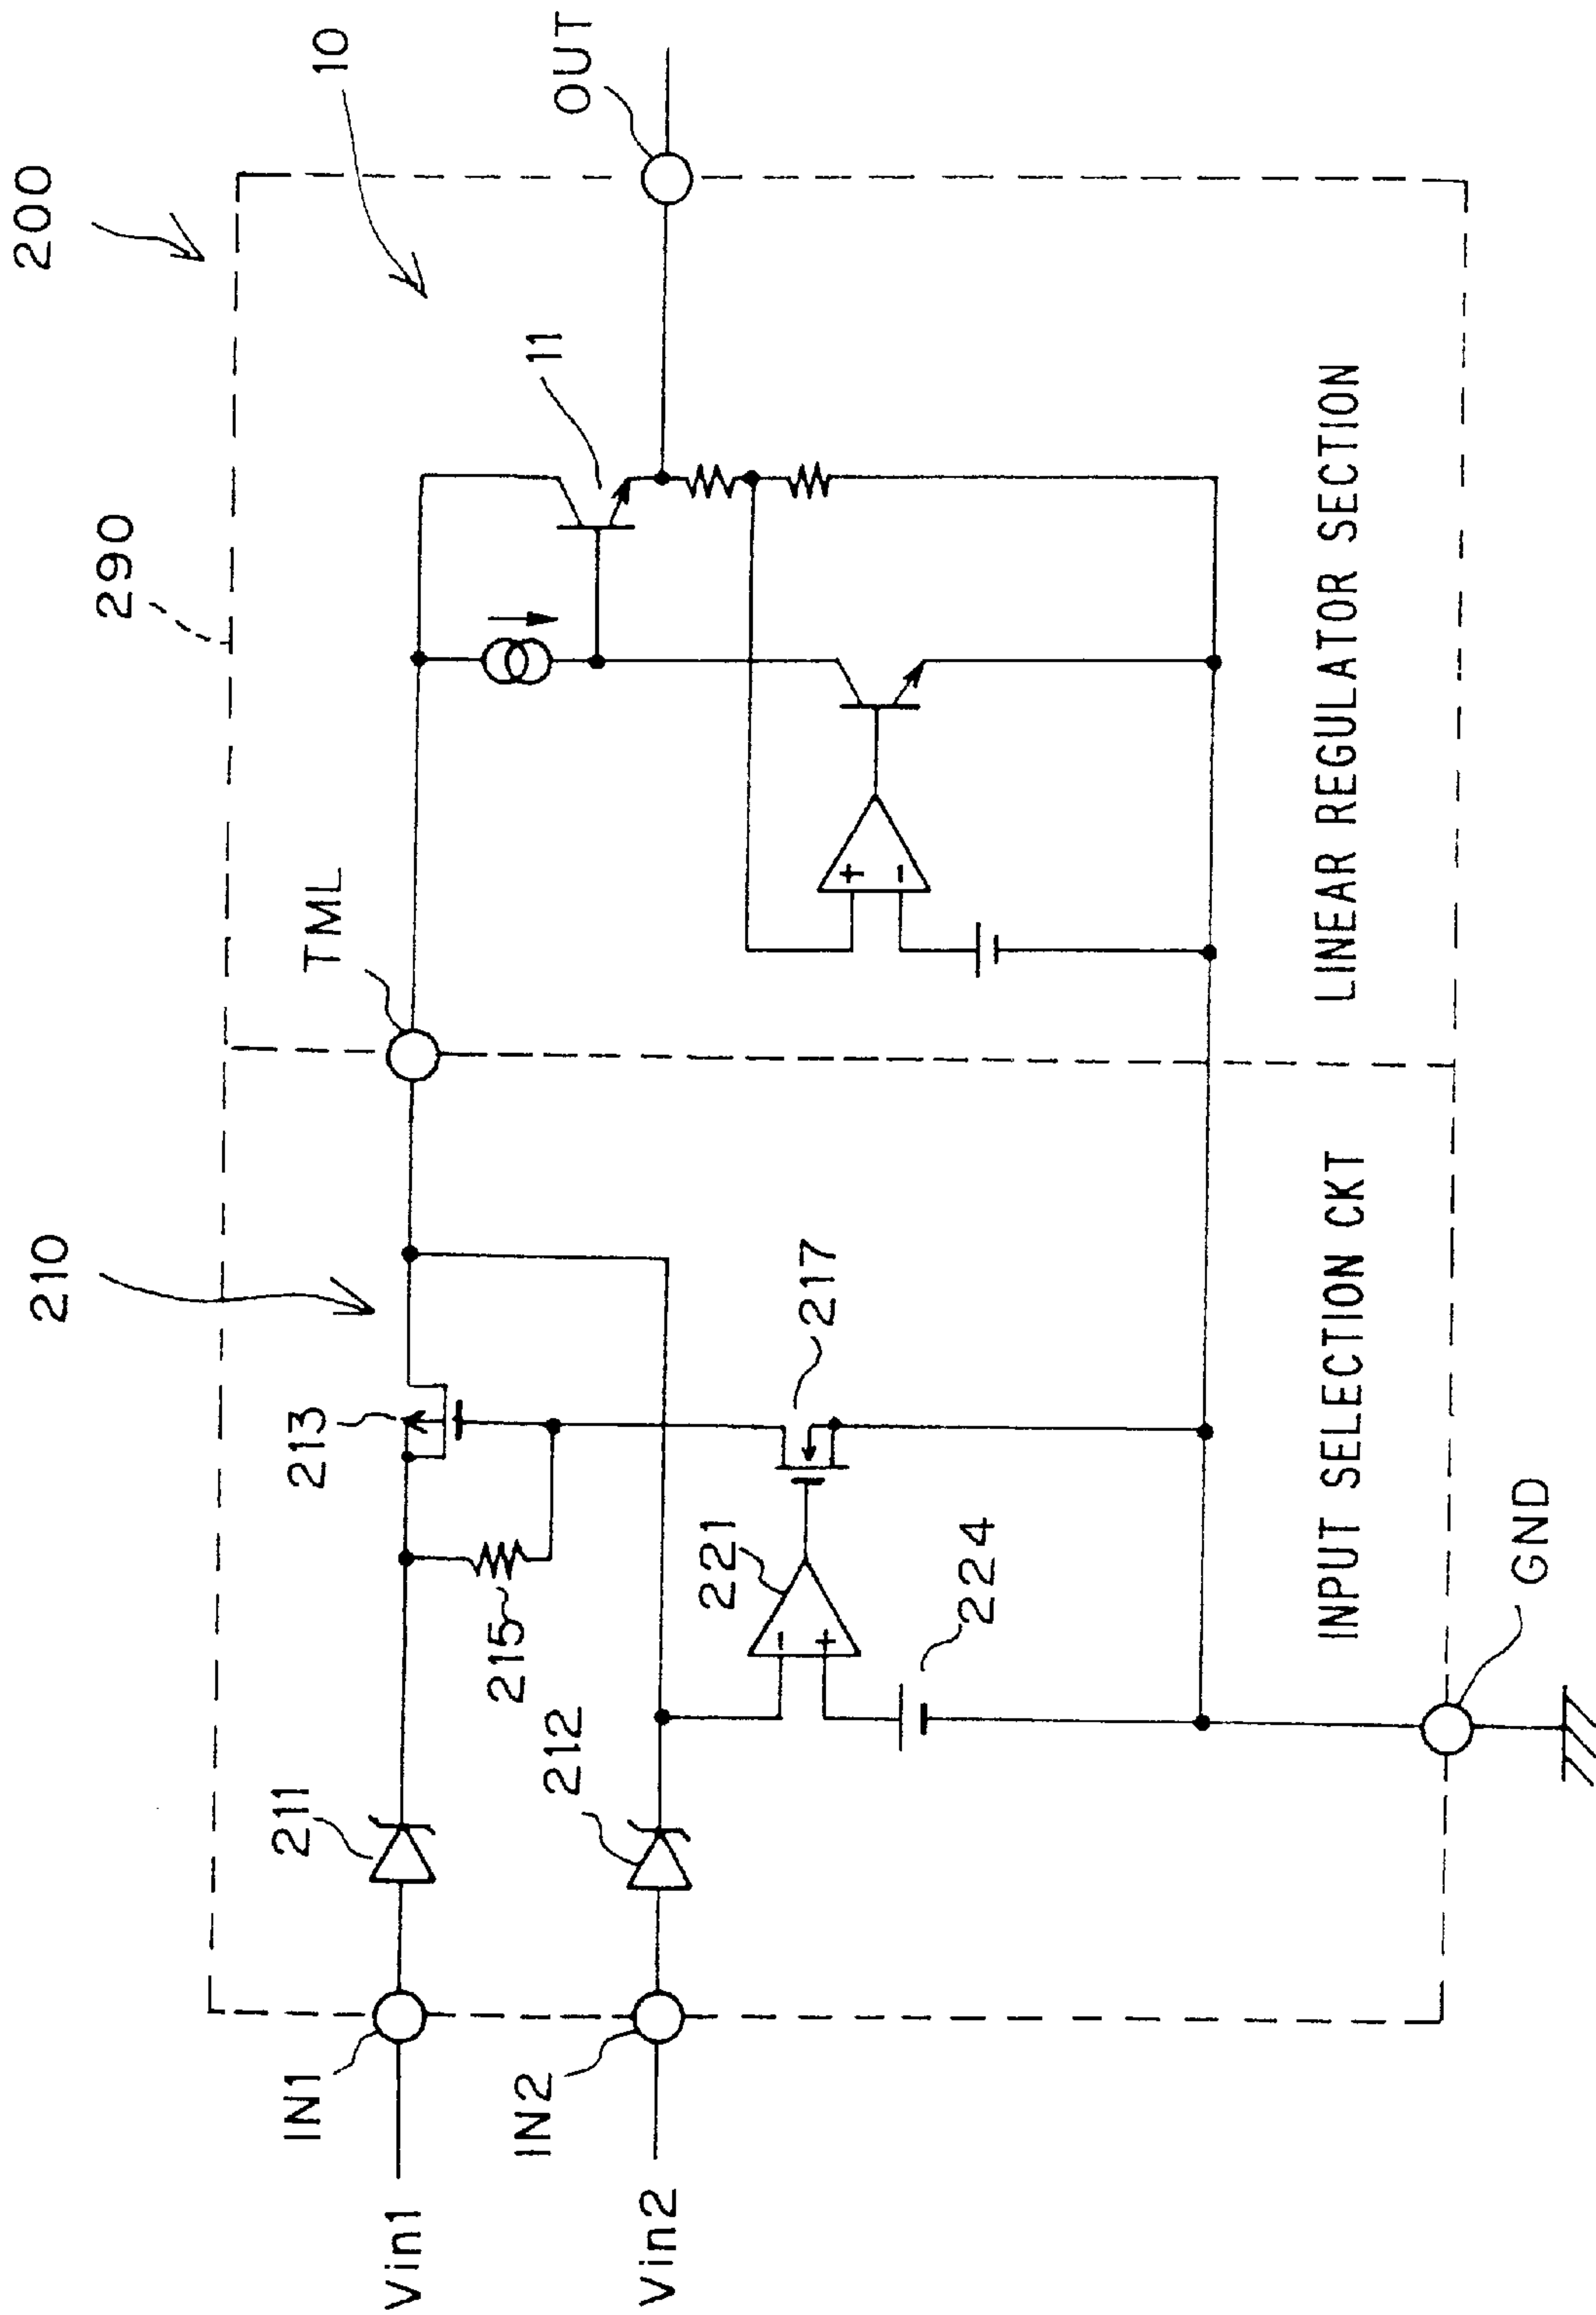 200
290
10
210
TML
11
OUT
IN1
Vin1
211
213
215
IN2
Vin2
212
221
217
224
+
-
-
+
INPUT SELECTION CKT
LINEAR REGULATOR SECTION
GND